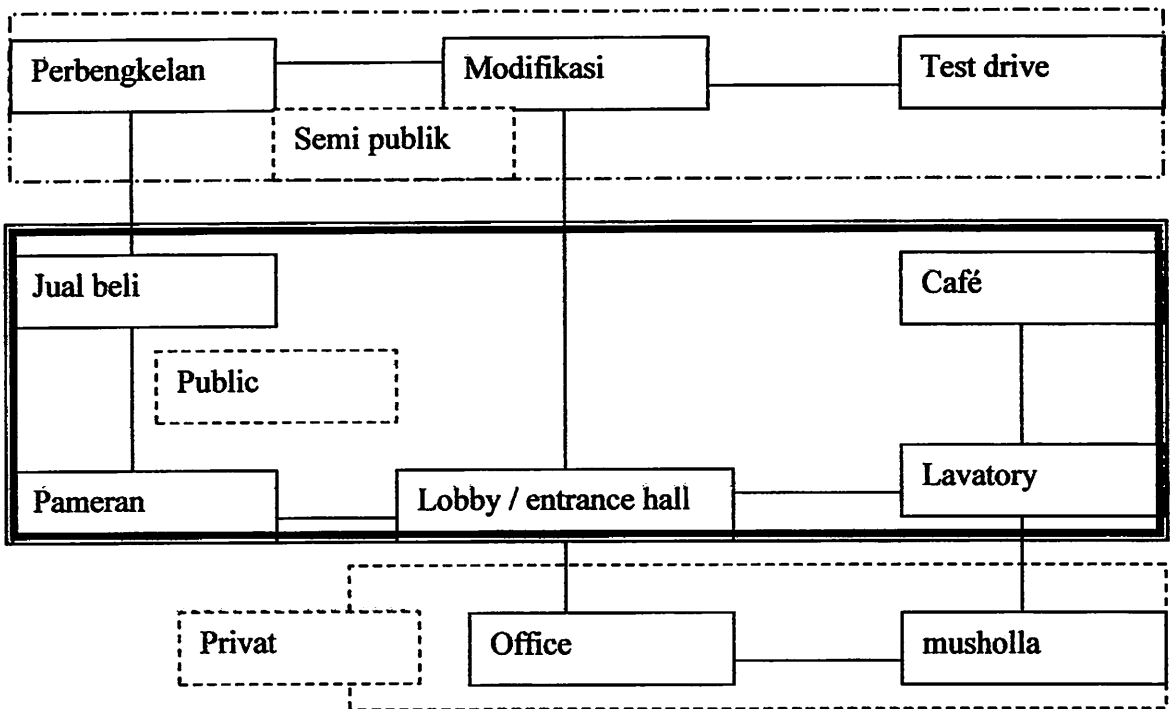 Perbengkelan
Modifikasi
Test drive
Semi publik
Jual beli
Café
Public
Pameran
Lobby / entrance hall
Lavatory
Privat
Office
musholla